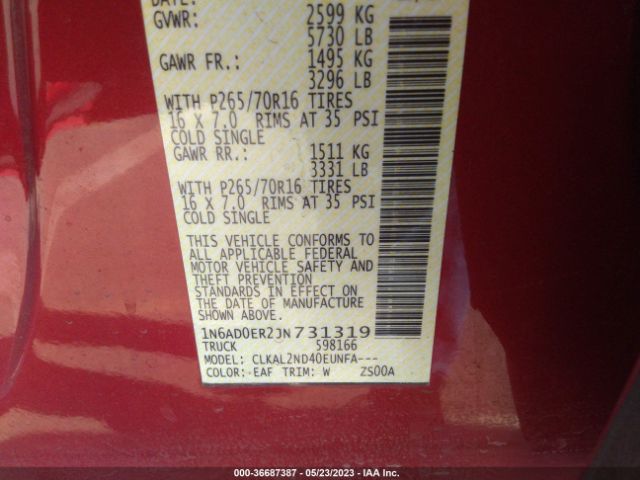 DATE:
GVWR: 2599 KG
5730 LB
GAWR FR.: 1495 KG
3296 LB
WITH P265/70R16 TIRES
16 X 7.0 RIMS AT 35 PSI
COLD SINGLE
GAWR RR.: 1511 KG
3331 LB
WITH P265/70R16 TIRES
16 X 7.0 RIMS AT 35 PSI
COLD SINGLE
THIS VEHICLE CONFORMS TO
ALL APPLICABLE FEDERAL
MOTOR VEHICLE SAFETY AND
THEFT PREVENTION
STANDARDS IN EFFECT ON
THE DATE OF MANUFACTURE
SHOWN ABOVE.
1N6AD0ER2JN731319
TRUCK 598166
MODEL: CLKAL2ND40EUNFA---
COLOR: EAF TRIM: W ZS00A
000-36687387 - 05/23/2023 - IAA Inc.